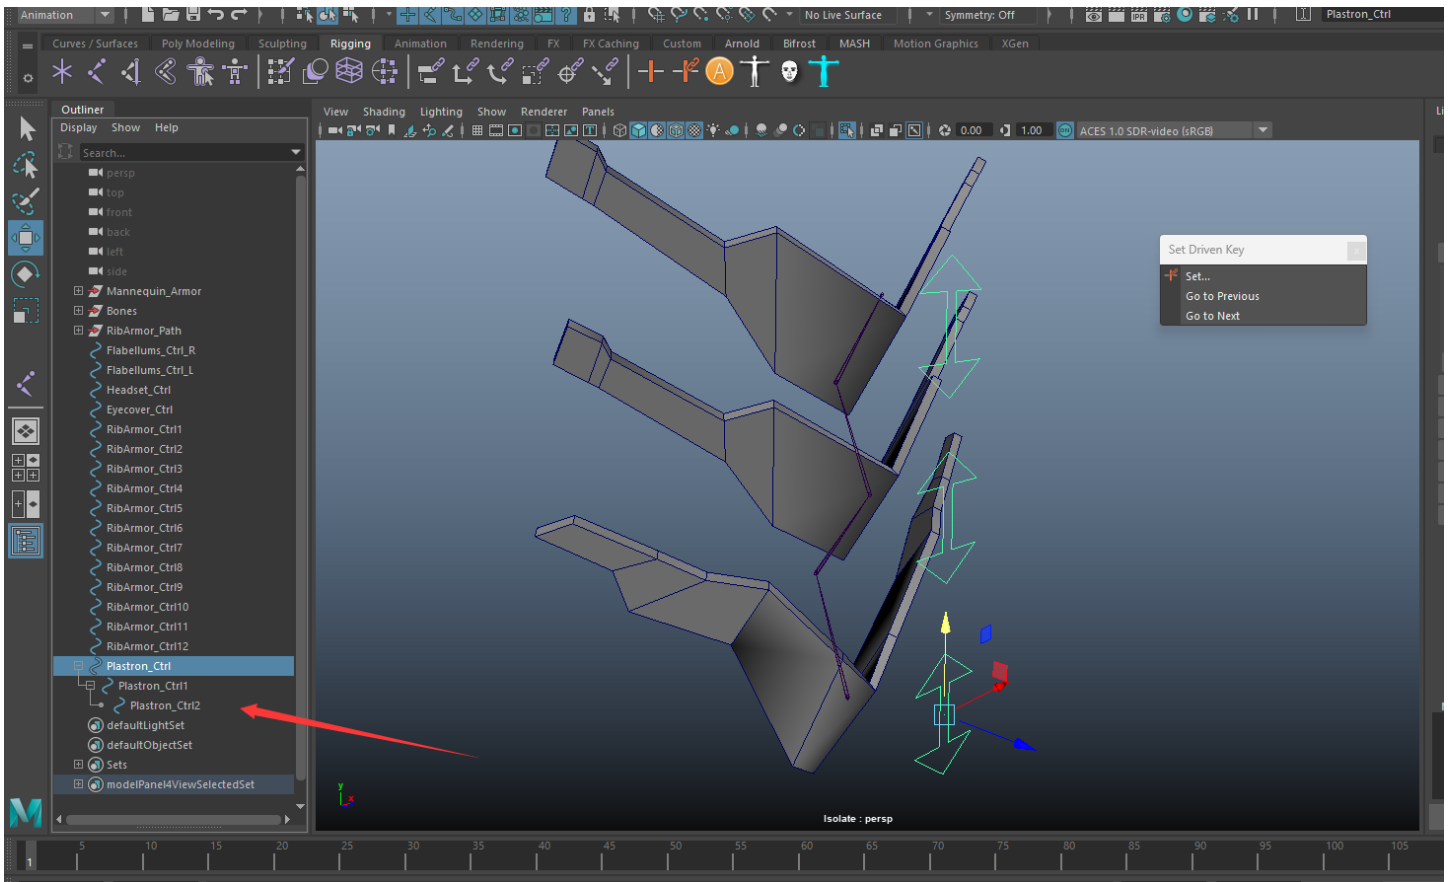 Animation No Live Surface Symmetry: Off Plastron_Ctrl
Curves / Surfaces Poly Modeling Sculpting Rigging Animation Rendering FX FX Caching Custom Arnold Bifrost MASH Motion Graphics XGen
Outliner
Display Show Help
Search...
persp
top
front
back
left
side
Mannequin_Armor
Bones
RibArmor_Path
Flabellums_Ctrl_R
Flabellums_Ctrl_L
Headset_Ctrl
Eyecover_Ctrl
RibArmor_Ctrl1
RibArmor_Ctrl2
RibArmor_Ctrl3
RibArmor_Ctrl4
RibArmor_Ctrl5
RibArmor_Ctrl6
RibArmor_Ctrl7
RibArmor_Ctrl8
RibArmor_Ctrl9
RibArmor_Ctrl10
RibArmor_Ctrl11
RibArmor_Ctrl12
Plastron_Ctrl
Plastron_Ctrl1
Plastron_Ctrl2
defaultLightSet
defaultObjectSet
Sets
modelPanel4ViewSelectedSet
View Shading Lighting Show Renderer Panels
0.00 1.00 ACES 1.0 SDR-video (sRGB)
Set Driven Key
Set...
Go to Previous
Go to Next
y
x
Isolate : persp
5 10 15 20 25 30 35 40 45 50 55 60 65 70 75 80 85 90 95 100 105
1